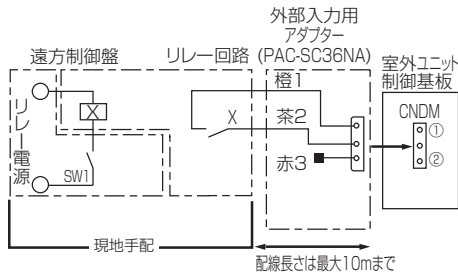 外部入力用
アダプター
(PAC-SC36NA)
遠方制御盤
リレー回路
室外ユニット
制御基板
リレー電源
X
SW1
X
橙1
茶2
赤3
CNDM
①
②
現地手配
配線長さは最大10mまで